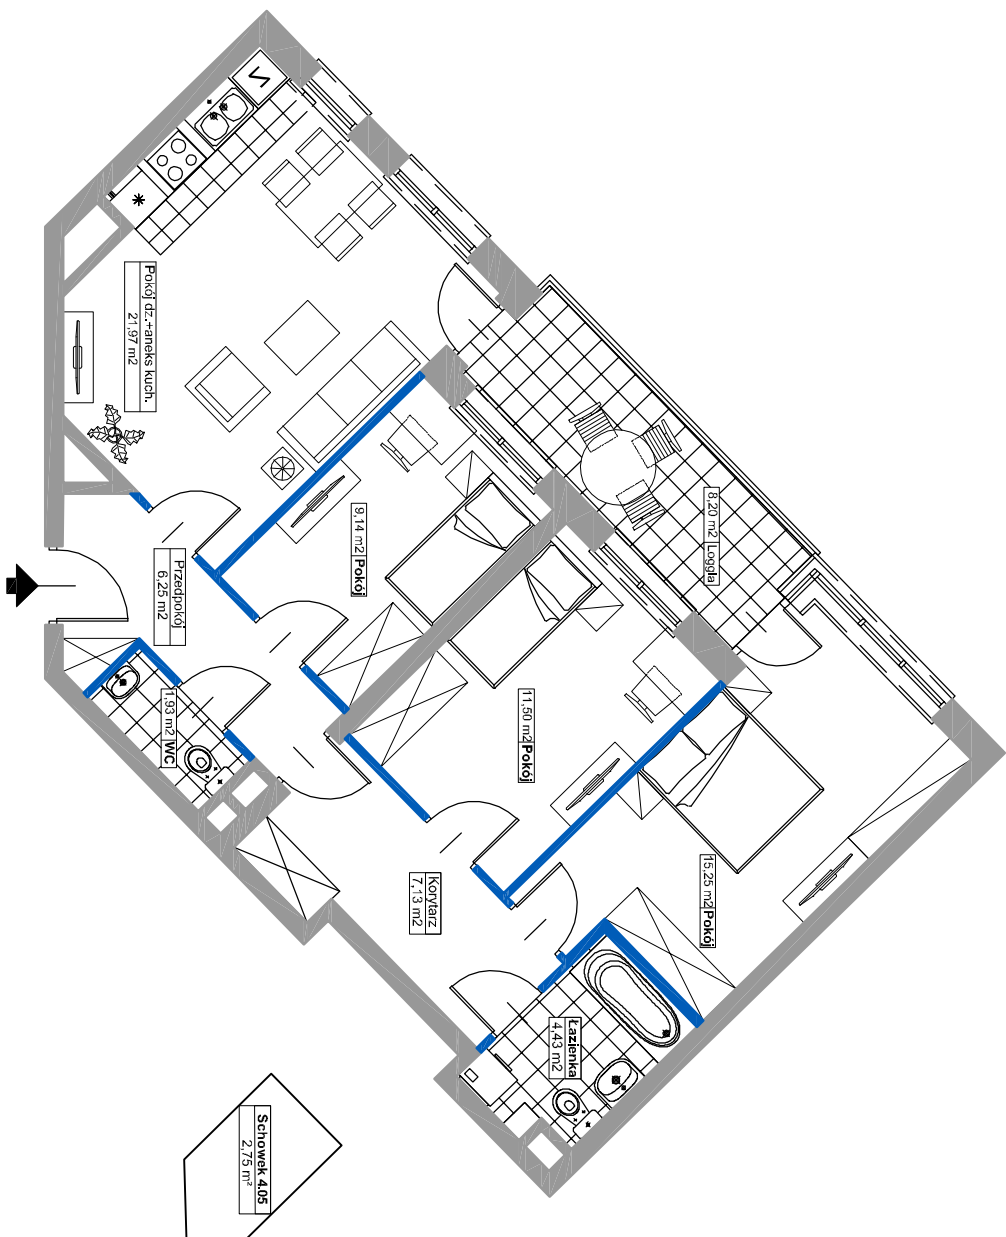 Pokój dz.+aneks kuch.
21,97 m2
9,14 m2 Pokój
8,20 m2 Loggia
Przedpokój
6,25 m2
1,93 m2 WC
11,50 m2 Pokój
15,25 m2 Pokój
Korytarz
7,13 m2
Łazienka
4,43 m2
Schowek 4.05
2,75 m²